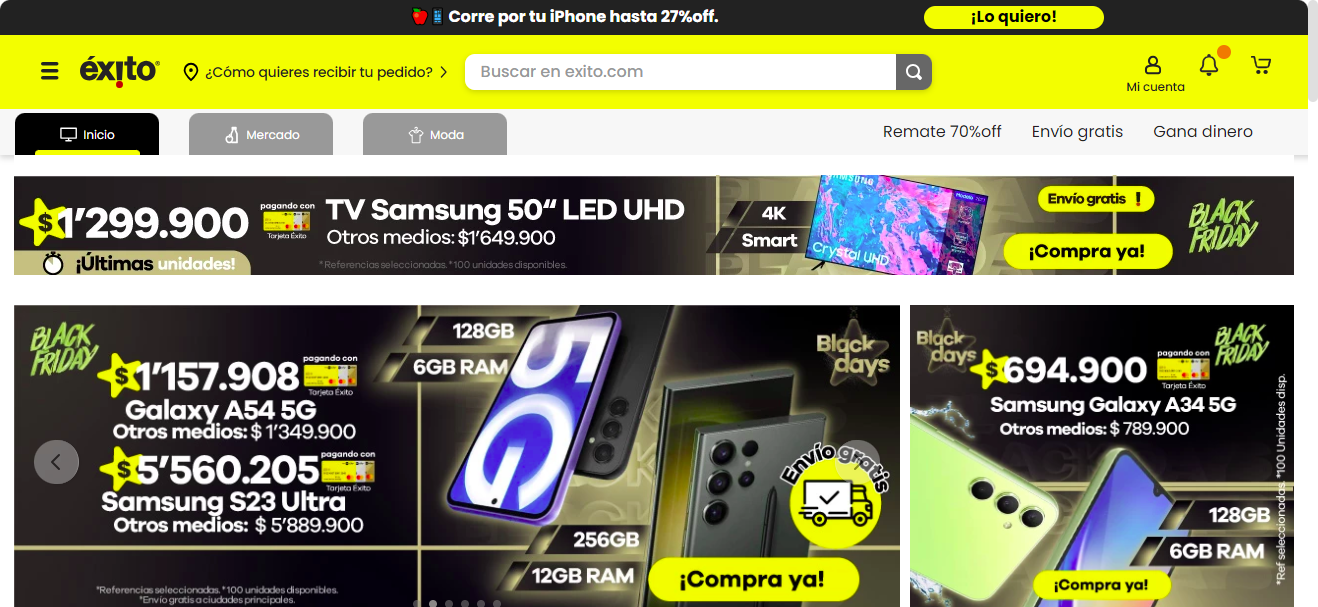 Corre por tu iPhone hasta 27%off.
¡Lo quiero!
éxito
¿Cómo quieres recibir tu pedido?
Buscar en exito.com
Mi cuenta
Inicio
Mercado
Moda
Remate 70%off
Envío gratis
Gana dinero
$1'299.900
pagando con
Tarjeta Éxito
¡Últimas unidades!
TV Samsung 50“ LED UHD
Otros medios: $1'649.900
*Referencias seleccionadas. *100 unidades disponibles.
4K
Smart
SAMSUNG
Crystal UHD
Envío gratis !
¡Compra ya!
BLACK
FRIDAY
BLACK
FRIDAY
$1'157.908
pagando con
Tarjeta Éxito
Galaxy A54 5G
Otros medios: $ 1'349.900
$5'560.205
pagando con
Tarjeta Éxito
Samsung S23 Ultra
Otros medios: $ 5'889.900
*Referencias seleccionadas. *100 unidades disponibles.
*Envío gratis a ciudades principales.
128GB
6GB RAM
5G
256GB
12GB RAM
Black
days
Envío gratis
¡Compra ya!
Black
days
BLACK
FRIDAY
$694.900
pagando con
Tarjeta Éxito
Samsung Galaxy A34 5G
Otros medios: $ 789.900
128GB
6GB RAM
¡Compra ya!
*Ref seleccionadas. *100 Unidades disp.